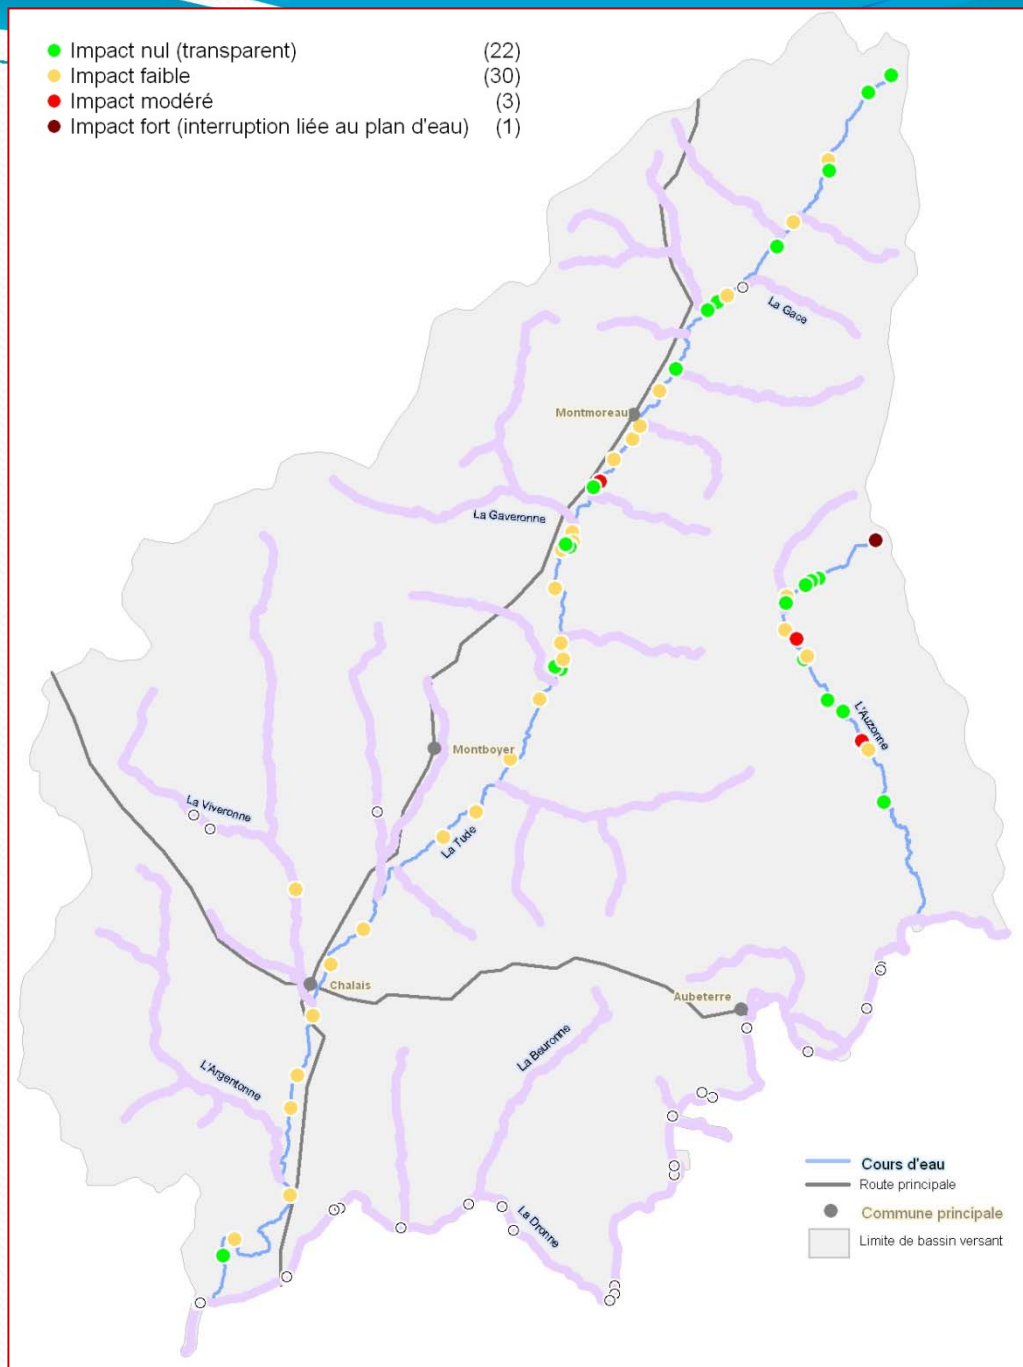 Impact nul (transparent) (22)
Impact faible (30)
Impact modéré (3)
Impact fort (interruption liée au plan d'eau) (1)
La Gace
Montmoreau
La Gaveronne
L'Auzonne
Montboyer
La Viveronne
La Tude
Chalais
Aubeterre
La Beuronne
L'Argentonne
La Dronne
Cours d'eau
Route principale
Commune principale
Limite de bassin versant